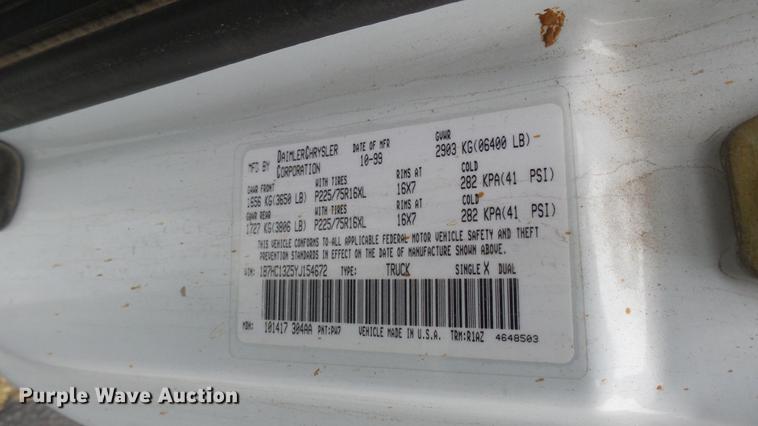 MFD BY DAIMLERCHRYSLER CORPORATION DATE OF MFR 10-99 GVWR 2903 KG(06400 LB)
GAWR FRONT WITH TIRES RIMS AT COLD
1656 KG(3650 LB) P225/75R16XL 16X7 282 KPA(41 PSI)
GVWR REAR WITH TIRES RIMS AT COLD
1727 KG(3806 LB) P225/75R16XL 16X7 282 KPA(41 PSI)
THIS VEHICLE CONFORMS TO ALL APPLICABLE FEDERAL MOTOR VEHICLE SAFETY AND THEFT
PREVENTION STANDARDS IN EFFECT ON THE DATE OF MANUFACTURE SHOWN ABOVE.
VIN: 1B7HC13Z5YJ154672 TYPE: TRUCK SINGLE X DUAL
MDH: 101417 304AA PNT:PW7 VEHICLE MADE IN U.S.A. TRM:R1AZ 4648503
Purple Wave Auction